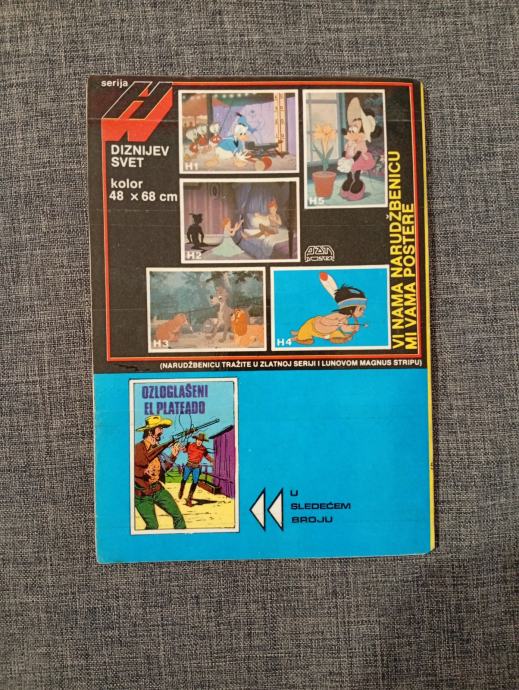 serija
H
DIZNIJEV
SVET
kolor
48 × 68 cm
H1
H5
H2
H3
H4
VI NAMA NARUDŽBENICU
MI VAMA POSTERE
(NARUDŽBENICU TRAŽITE U ZLATNOJ SERIJI I LUNOVOM MAGNUS STRIPU)
OZLOGLAŠENI
EL PLATEADO
U
SLEDEĆEM
BROJU